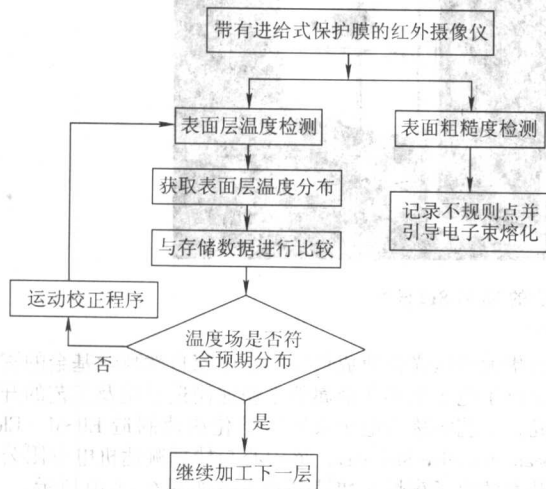 带有进给式保护膜的红外摄像仪
表面层温度检测
表面粗糙度检测
获取表面层温度分布
记录不规则点并
引导电子束熔化
与存储数据进行比较
运动校正程序
温度场是否符
合预期分布
否
是
继续加工下一层